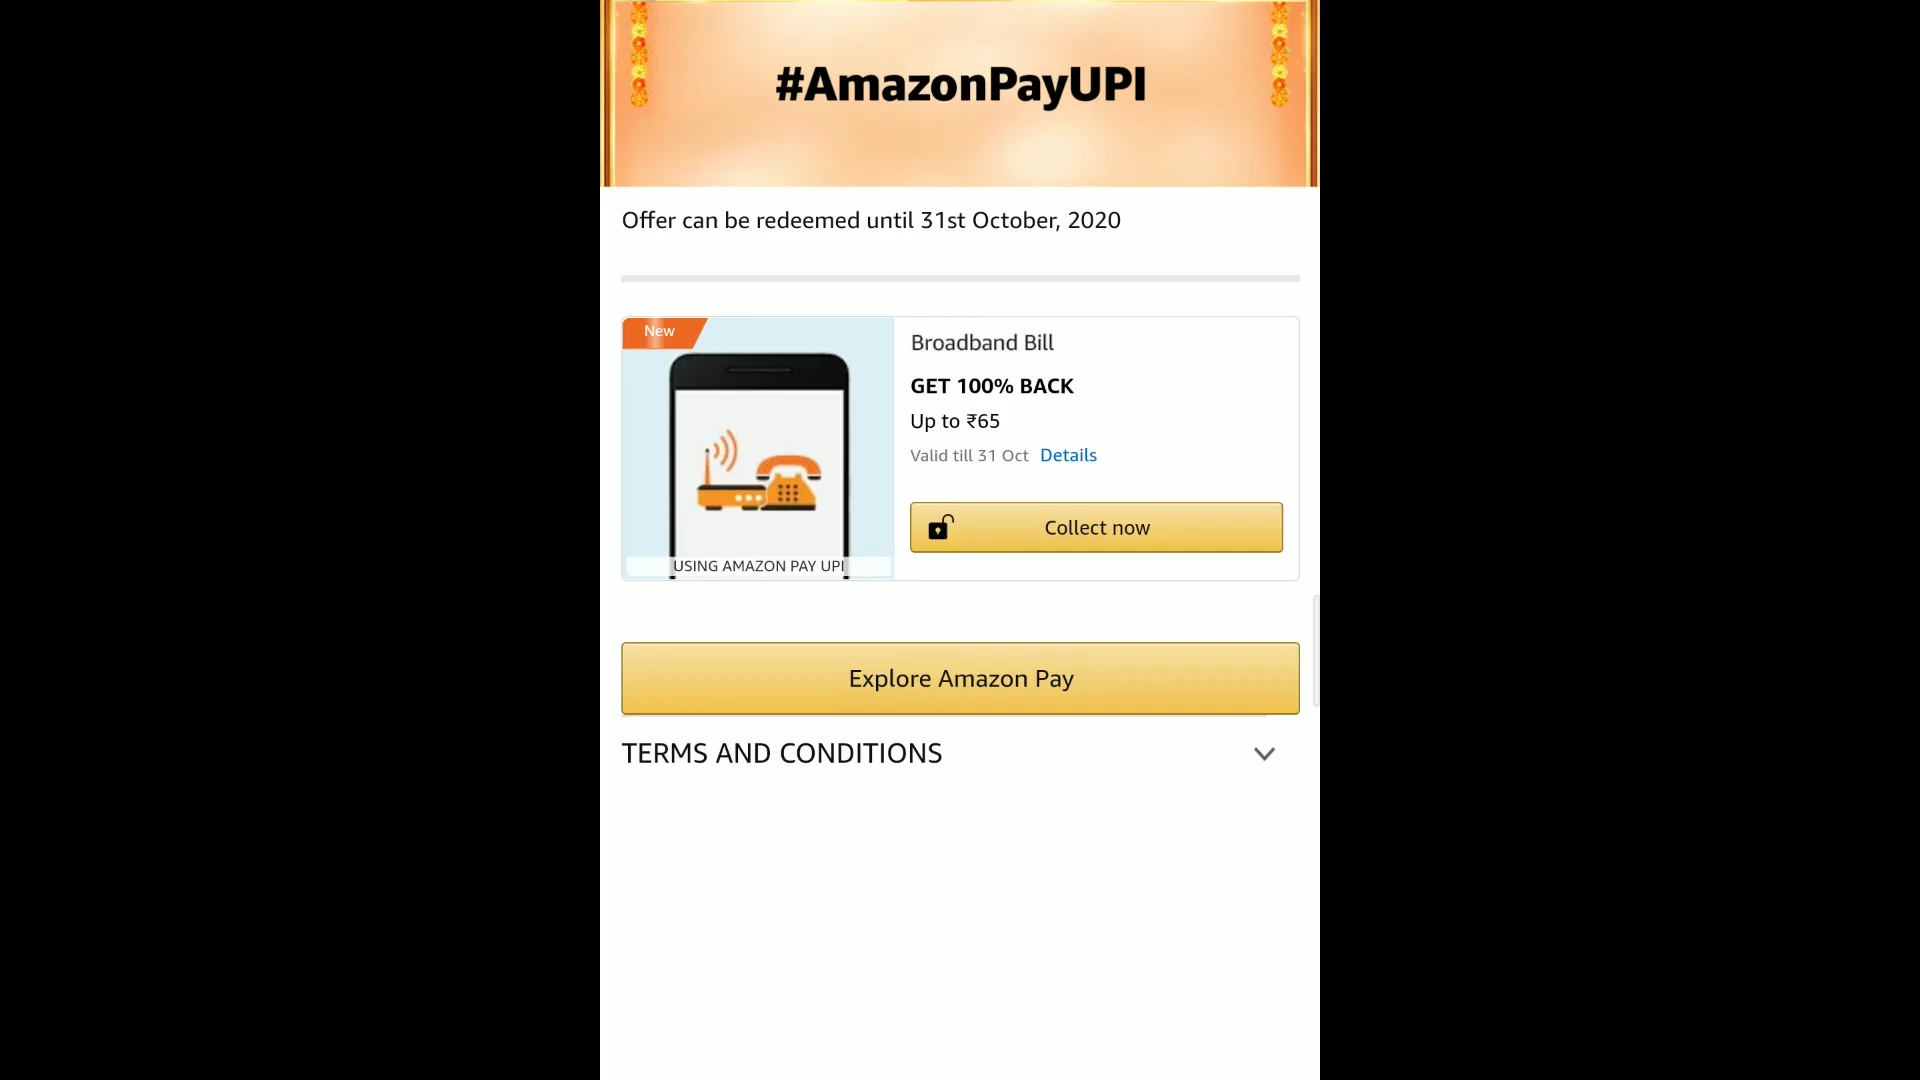 #AmazonPayUPI
Offer can be redeemed until 31st October, 2020
New
Broadband Bill
GET 100% BACK
Up to ₹65
Valid till 31 Oct Details
Collect now
USING AMAZON PAY UPI
Explore Amazon Pay
TERMS AND CONDITIONS